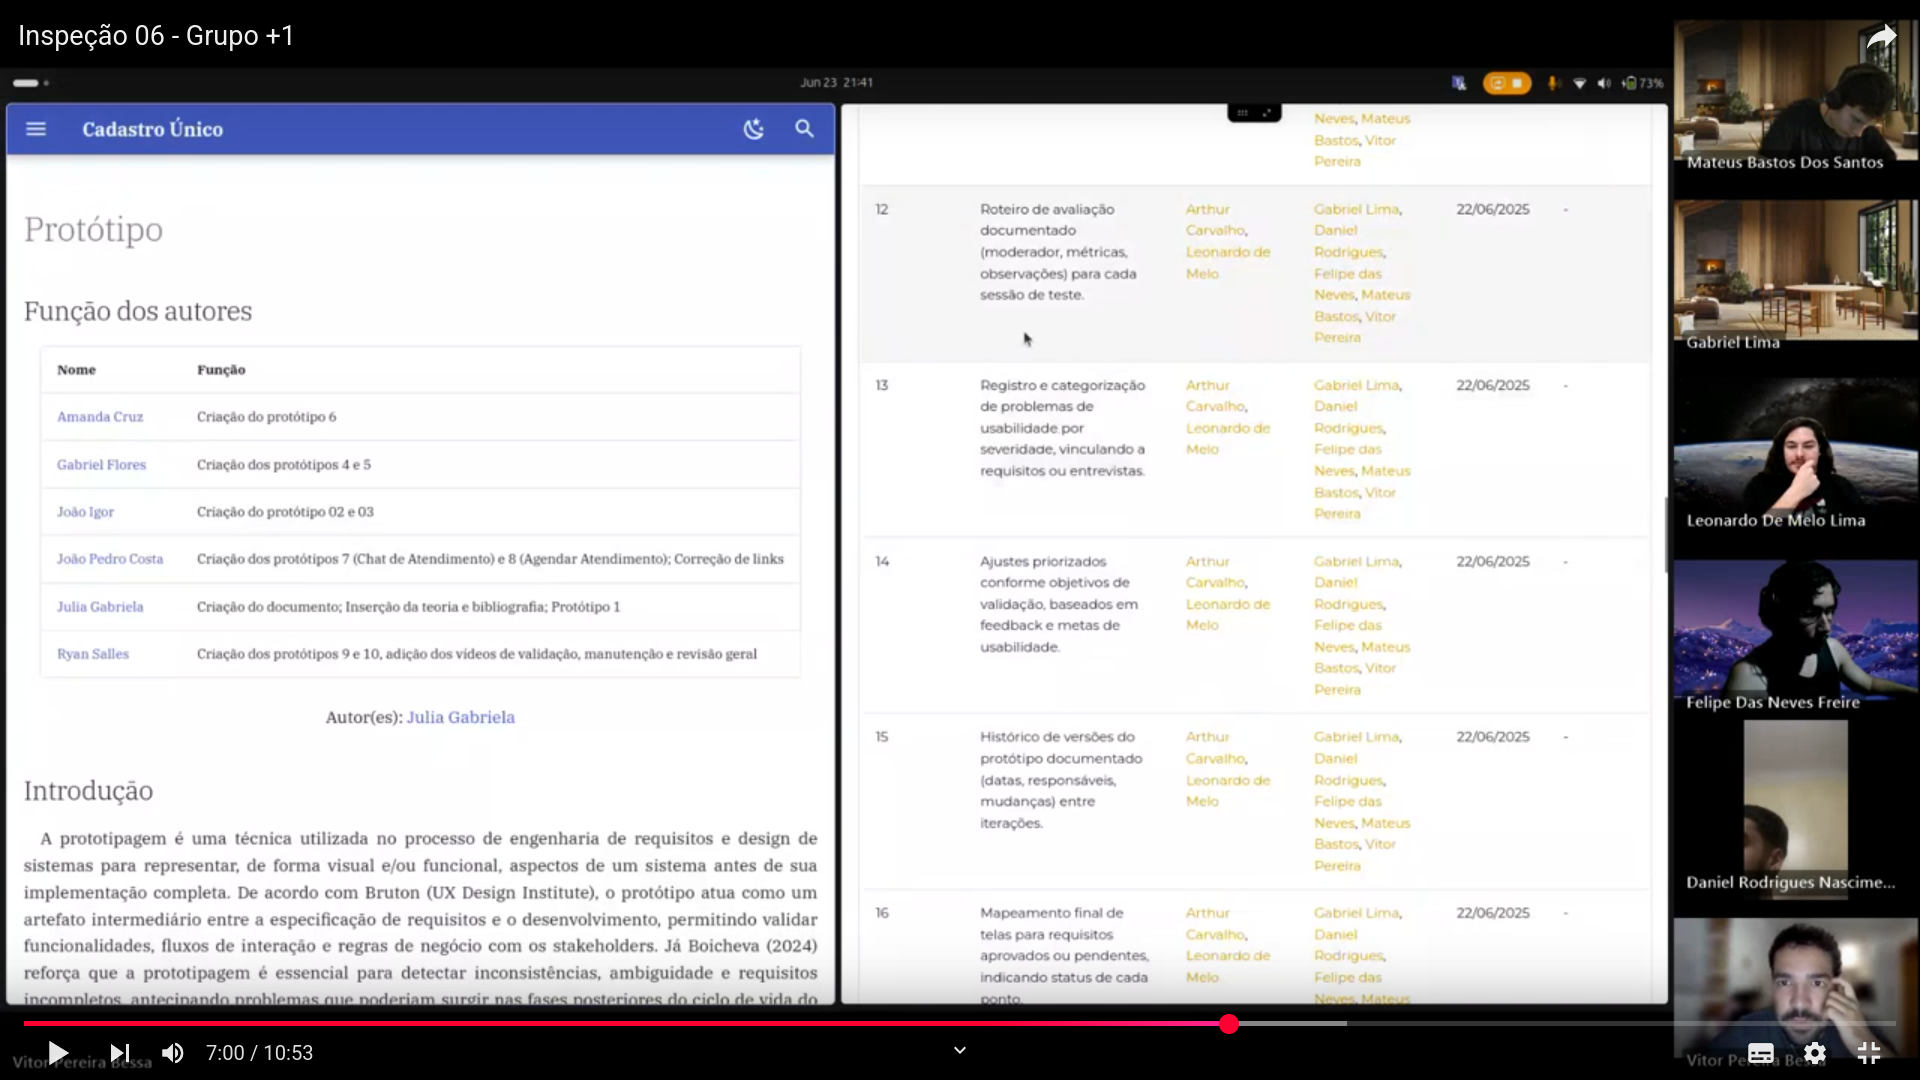 Inspeção 06 - Grupo +1
Jun 23 21:41
73%
Cadastro Único
Protótipo
Função dos autores
Nome Função
Amanda Cruz Criação do protótipo 6
Gabriel Flores Criação dos protótipos 4 e 5
João Igor Criação do protótipo 02 e 03
João Pedro Costa Criação dos protótipos 7 (Chat de Atendimento) e 8 (Agendar Atendimento); Correção de links
Julia Gabriela Criação do documento; Inserção da teoria e bibliografia; Protótipo 1
Ryan Salles Criação dos protótipos 9 e 10, adição dos vídeos de validação, manutenção e revisão geral
Autor(es): Julia Gabriela
Introdução
A prototipagem é uma técnica utilizada no processo de engenharia de requisitos e design de
sistemas para representar, de forma visual e/ou funcional, aspectos de um sistema antes de sua
implementação completa. De acordo com Bruton (UX Design Institute), o protótipo atua como um
artefato intermediário entre a especificação de requisitos e o desenvolvimento, permitindo validar
funcionalidades, fluxos de interação e regras de negócio com os stakeholders. Já Boicheva (2024)
reforça que a prototipagem é essencial para detectar inconsistências, ambiguidade e requisitos
incompletos, antecipando problemas que poderiam surgir nas fases posteriores do ciclo de vida do
Neves, Mateus
Bastos, Vitor
Pereira
12 Roteiro de avaliação Arthur Gabriel Lima, 22/06/2025 -
documentado Carvalho, Daniel
(moderador, métricas, Leonardo de Rodrigues,
observações) para cada Melo Felipe das
sessão de teste. Neves, Mateus
Bastos, Vitor
Pereira
13 Registro e categorização Arthur Gabriel Lima, 22/06/2025 -
de problemas de Carvalho, Daniel
usabilidade por Leonardo de Rodrigues,
severidade, vinculando a Melo Felipe das
requisitos ou entrevistas. Neves, Mateus
Bastos, Vitor
Pereira
14 Ajustes priorizados Arthur Gabriel Lima, 22/06/2025 -
conforme objetivos de Carvalho, Daniel
validação, baseados em Leonardo de Rodrigues,
feedback e metas de Melo Felipe das
usabilidade. Neves, Mateus
Bastos, Vitor
Pereira
15 Histórico de versões do Arthur Gabriel Lima, 22/06/2025 -
protótipo documentado Carvalho, Daniel
(datas, responsáveis, Leonardo de Rodrigues,
mudanças) entre Melo Felipe das
iterações. Neves, Mateus
Bastos, Vitor
Pereira
16 Mapeamento final de Arthur Gabriel Lima, 22/06/2025 -
telas para requisitos Carvalho, Daniel
aprovados ou pendentes, Leonardo de Rodrigues,
indicando status de cada Melo Felipe das
ponto. Neves, Mateus
Mateus Bastos Dos Santos
Gabriel Lima
Leonardo De Melo Lima
Felipe Das Neves Freire
Daniel Rodrigues Nascime...
Vitor Pereira Bessa
7:00 / 10:53
Vitor Pereira Bessa